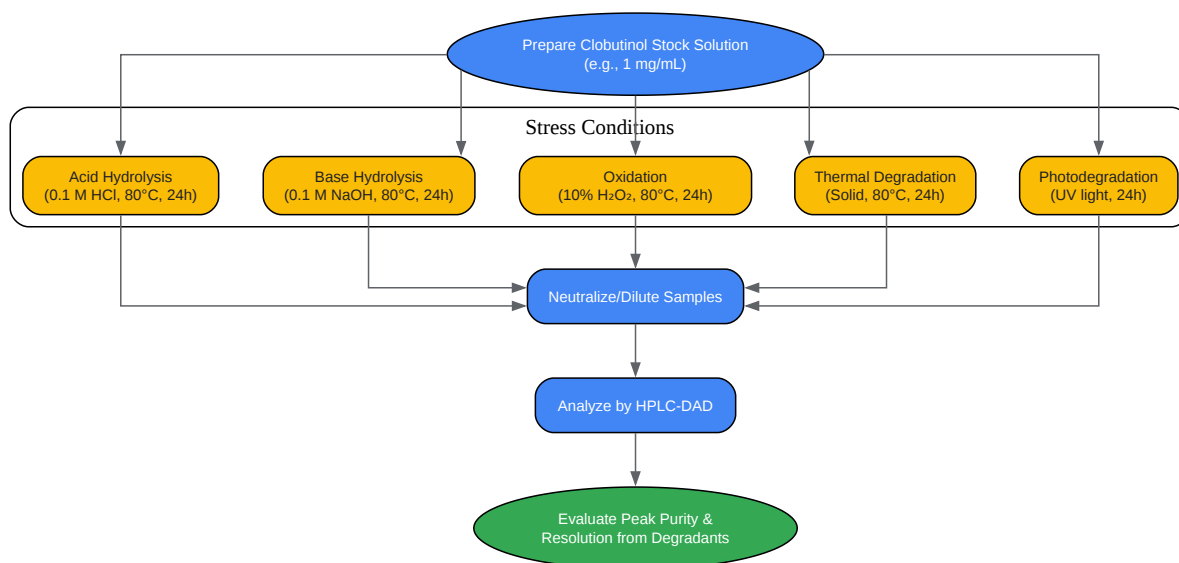 Prepare Clobutinol Stock Solution
(e.g., 1 mg/mL)
Stress Conditions
Acid Hydrolysis
(0.1 M HCl, 80°C, 24h)
Base Hydrolysis
(0.1 M NaOH, 80°C, 24h)
Oxidation
(10% H₂O₂, 80°C, 24h)
Thermal Degradation
(Solid, 80°C, 24h)
Photodegradation
(UV light, 24h)
Neutralize/Dilute Samples
Analyze by HPLC-DAD
Evaluate Peak Purity &
Resolution from Degradants